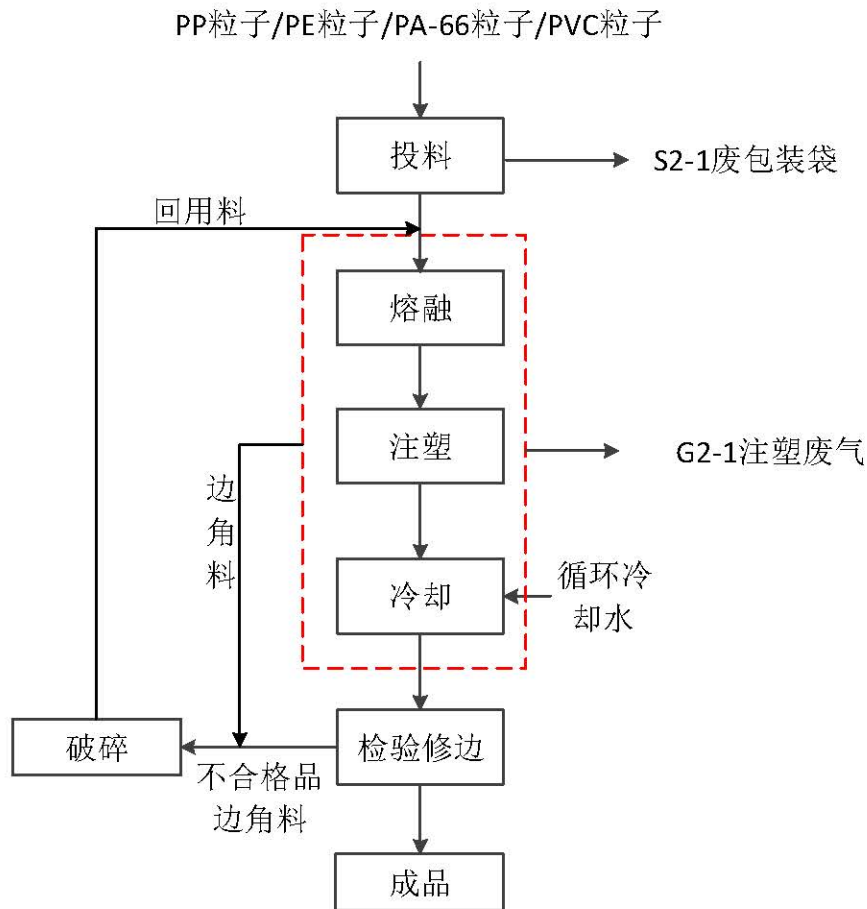 PP粒子/PE粒子/PA-66粒子/PVC粒子
投料
S2-1废包装袋
回用料
熔融
注塑
G2-1注塑废气
边
角
料
冷却
循环冷
却水
破碎
检验修边
不合格品
边角料
成品